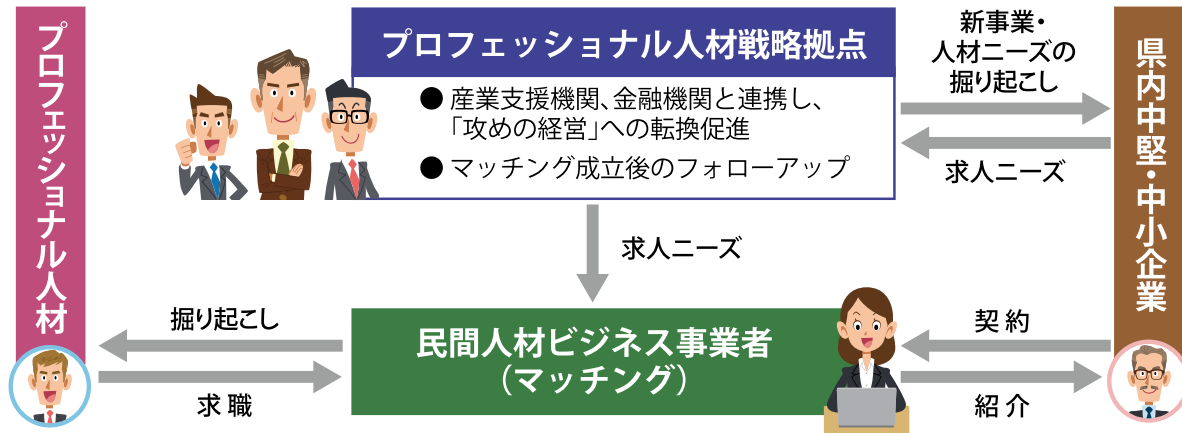 プロフェッショナル人材
プロフェッショナル人材戦略拠点
● 産業支援機関、金融機関と連携し、
「攻めの経営」への転換促進
● マッチング成立後のフォローアップ
新事業・
人材ニーズの
掘り起こし
求人ニーズ
県内中堅・中小企業
求人ニーズ
掘り起こし
求職
民間人材ビジネス事業者
（マッチング）
契約
紹介